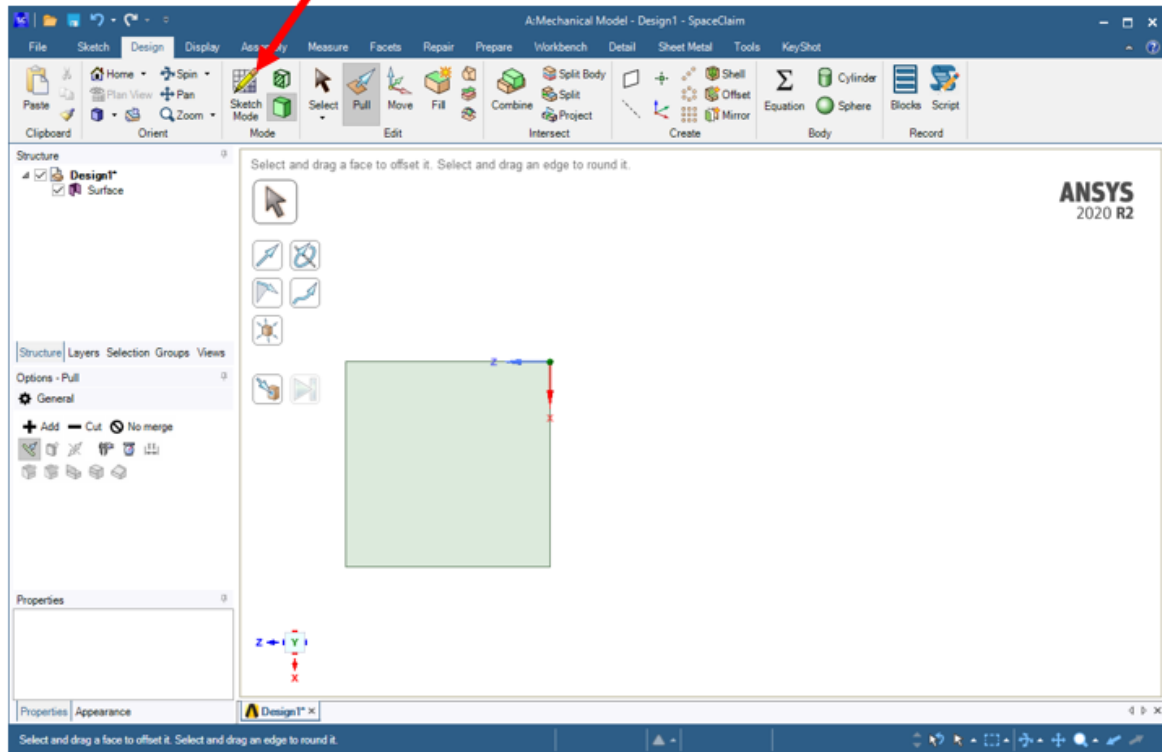 A:Mechanical Model - Design1 - SpaceClaim
File Sketch Design Display Assembly Measure Facets Repair Prepare Workbench Detail Sheet Metal Tools KeyShot
Paste
Clipboard
Home Spin
Plan View Pan
Zoom
Orient
Sketch Mode
Mode
Select Pull Move Fill
Edit
Combine
Split Body
Split
Project
Intersect
Shell
Offset
Mirror
Create
Equation
Cylinder
Sphere
Body
Blocks Script
Record
Structure
Design1*
Surface
Structure Layers Selection Groups Views
Options - Pull
General
Add Cut No merge
Properties
Properties Appearance
Select and drag a face to offset it. Select and drag an edge to round it.
ANSYS
2020 R2
Z
X
Z Y
X
Design1*
Select and drag a face to offset it. Select and drag an edge to round it.